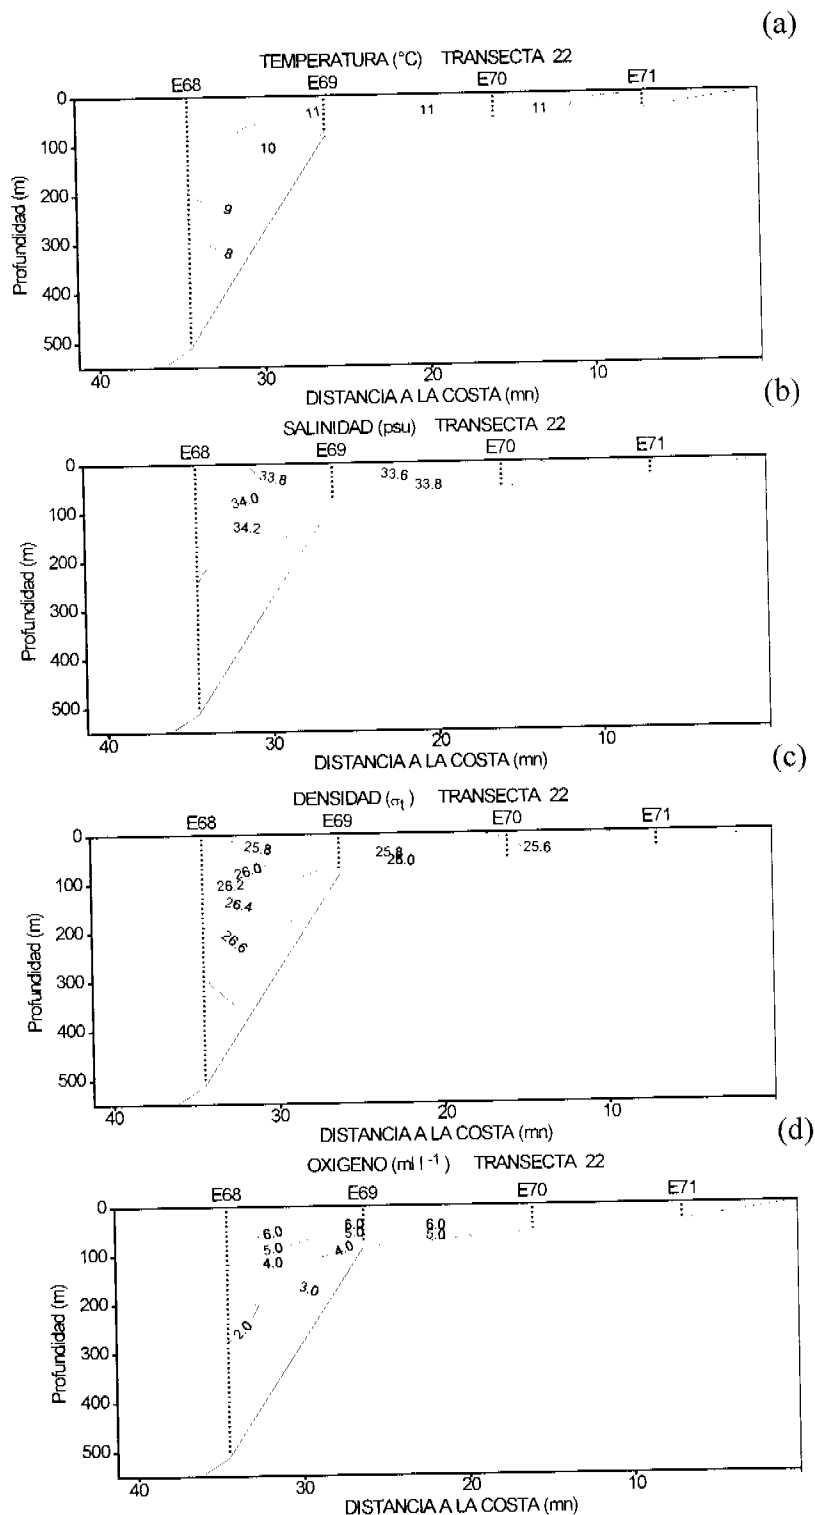 (a)
TEMPERATURA (°C) TRANSECTA 22
E68 E69 E70 E71
0
100
200
300
400
500
Profundidad (m)
11 11 11
10
9
8
40 30 20 10
DISTANCIA A LA COSTA (mn)
(b)
SALINIDAD (psu) TRANSECTA 22
E68 E69 E70 E71
0
100
200
300
400
500
Profundidad (m)
33.8 33.6
33.8
34.0
34.2
40 30 20 10
DISTANCIA A LA COSTA (mn)
(c)
DENSIDAD (σt) TRANSECTA 22
E68 E69 E70 E71
0
100
200
300
400
500
Profundidad (m)
25.8 25.8 25.6
26.0 26.0
26.2
26.4
26.6
40 30 20 10
DISTANCIA A LA COSTA (mn)
(d)
OXIGENO (ml l -1) TRANSECTA 22
E68 E69 E70 E71
0
100
200
300
400
500
Profundidad (m)
6.0 6.0 6.0
5.0 5.0 5.0
4.0 4.0
3.0
2.0
40 30 20 10
DISTANCIA A LA COSTA (mn)